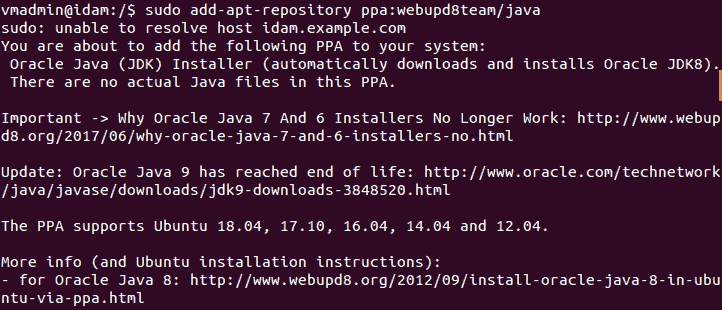 vmadmin@idam:/$ sudo add-apt-repository ppa:webupd8team/java
sudo: unable to resolve host idam.example.com
You are about to add the following PPA to your system:
 Oracle Java (JDK) Installer (automatically downloads and installs Oracle JDK8).
 There are no actual Java files in this PPA.

Important -> Why Oracle Java 7 And 6 Installers No Longer Work: http://www.webup
d8.org/2017/06/why-oracle-java-7-and-6-installers-no.html

Update: Oracle Java 9 has reached end of life: http://www.oracle.com/technetwork
/java/javase/downloads/jdk9-downloads-3848520.html

The PPA supports Ubuntu 18.04, 17.10, 16.04, 14.04 and 12.04.

More info (and Ubuntu installation instructions):
- for Oracle Java 8: http://www.webupd8.org/2012/09/install-oracle-java-8-in-ubu
ntu-via-ppa.html